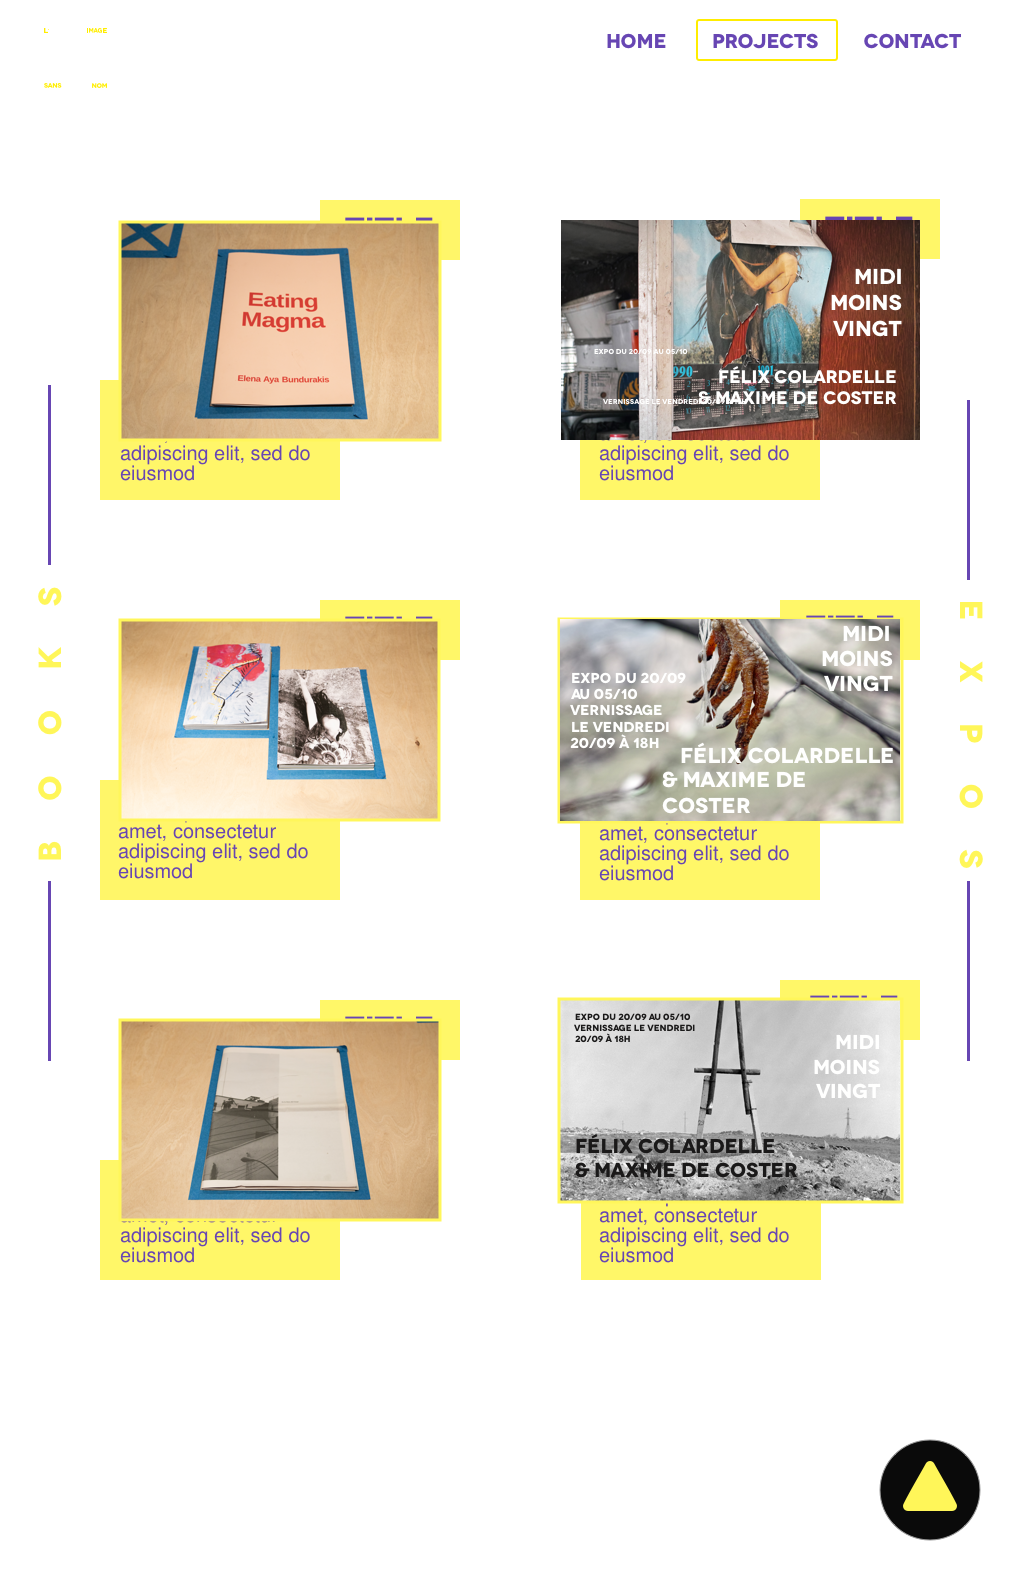 L IMAGE
SANS NOM
HOME PROJECTS CONTACT
Eating
Magma
Elena Aya Bundurakis
adipiscing elit, sed do
eiusmod
MIDI
MOINS
VINGT
EXPO DU 20/09 AU 05/10
FÉLIX COLARDELLE
& MAXIME DE COSTER
VERNISSAGE LE VENDREDI
990
1991
adipiscing elit, sed do
eiusmod
BOOKS
amet, consectetur
adipiscing elit, sed do
eiusmod
MIDI
MOINS
VINGT
EXPO DU 20/09
AU 05/10
VERNISSAGE
LE VENDREDI
20/09 À 18H
FÉLIX COLARDELLE
& MAXIME DE
COSTER
amet, consectetur
adipiscing elit, sed do
eiusmod
EXPOS
amet, consectetur
adipiscing elit, sed do
eiusmod
EXPO DU 20/09 AU 05/10
VERNISSAGE LE VENDREDI
20/09 À 18H
MIDI
MOINS
VINGT
FÉLIX COLARDELLE
& MAXIME DE COSTER
amet, consectetur
adipiscing elit, sed do
eiusmod